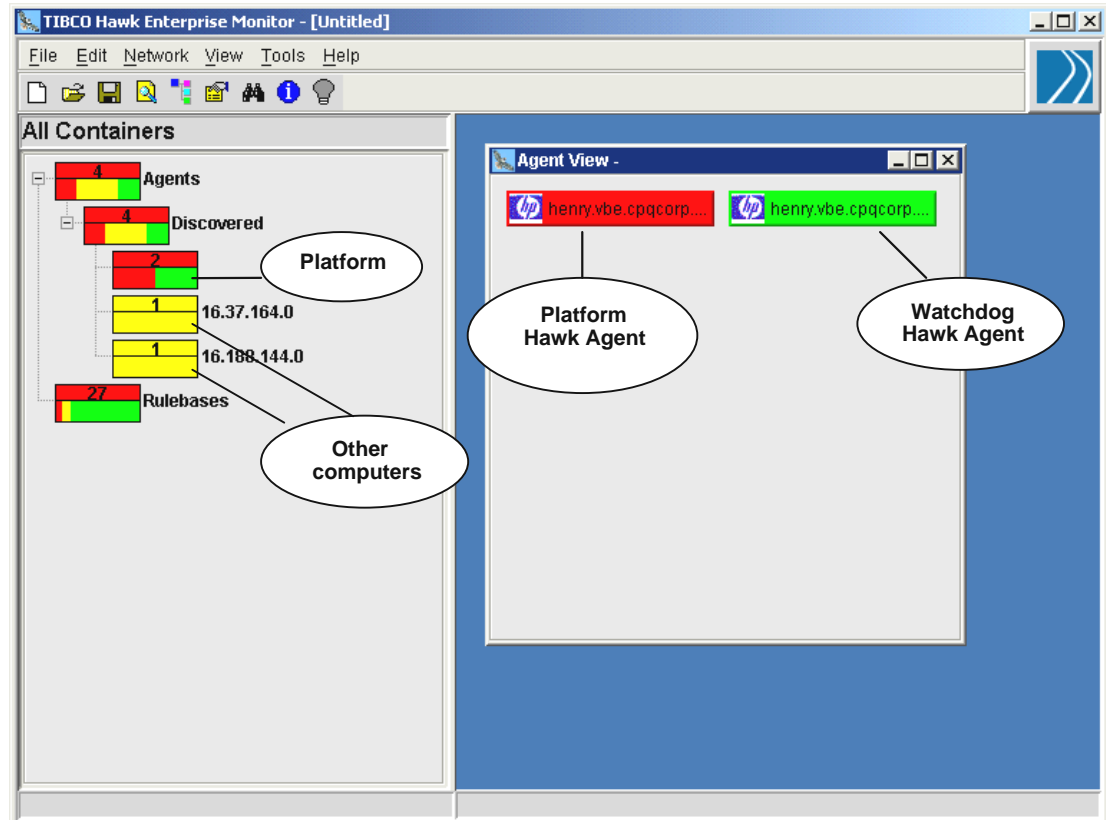 TIBCO Hawk Enterprise Monitor - [Untitled]
File Edit Network View Tools Help
All Containers
4 Agents
4 Discovered
2
1 16.37.164.0
1 16.188.144.0
27 Rulebases
Platform
Other
computers
Agent View -
hp henry.vbe.cpqcorp....
hp henry.vbe.cpqcorp....
Platform
Hawk Agent
Watchdog
Hawk Agent